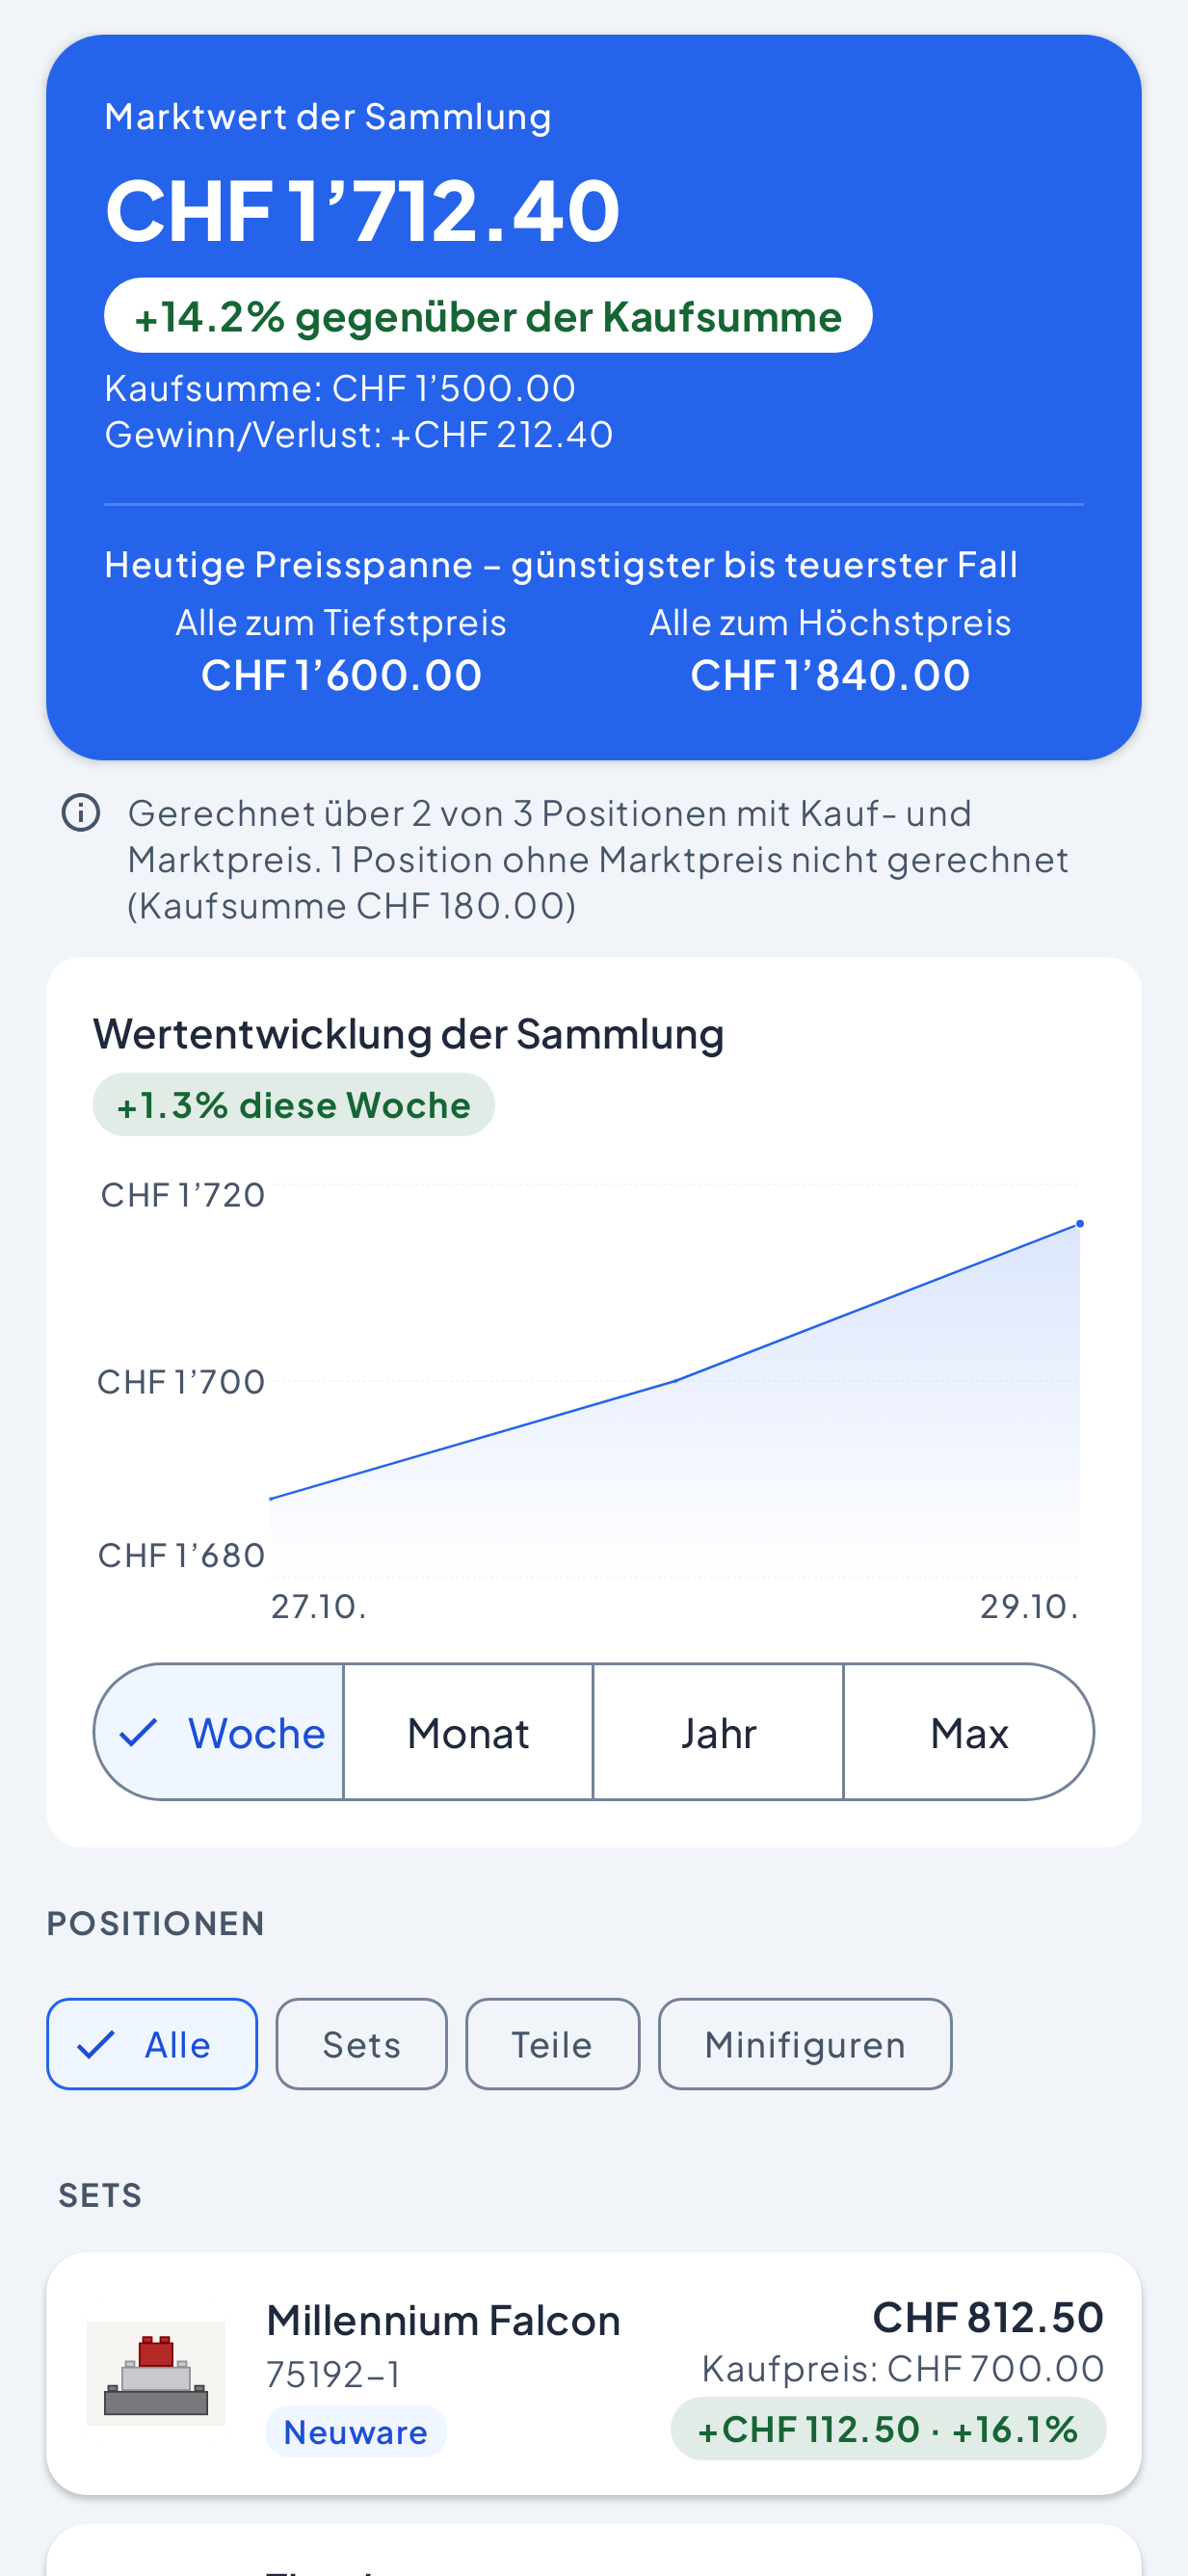 Marktwert der Sammlung
CHF 1’712.40
+14.2% gegenüber der Kaufsumme
Kaufsumme: CHF 1’500.00
Gewinn/Verlust: +CHF 212.40
Heutige Preisspanne – günstigster bis teuerster Fall
Alle zum Tiefstpreis
CHF 1’600.00
Alle zum Höchstpreis
CHF 1’840.00
Gerechnet über 2 von 3 Positionen mit Kauf- und
Marktpreis. 1 Position ohne Marktpreis nicht gerechnet
(Kaufsumme CHF 180.00)
Wertentwicklung der Sammlung
+1.3% diese Woche
CHF 1’720
CHF 1’700
CHF 1’680
27.10.
29.10.
Woche
Monat
Jahr
Max
POSITIONEN
Alle
Sets
Teile
Minifiguren
SETS
Millennium Falcon
75192-1
Neuware
CHF 812.50
Kaufpreis: CHF 700.00
+CHF 112.50 · +16.1%